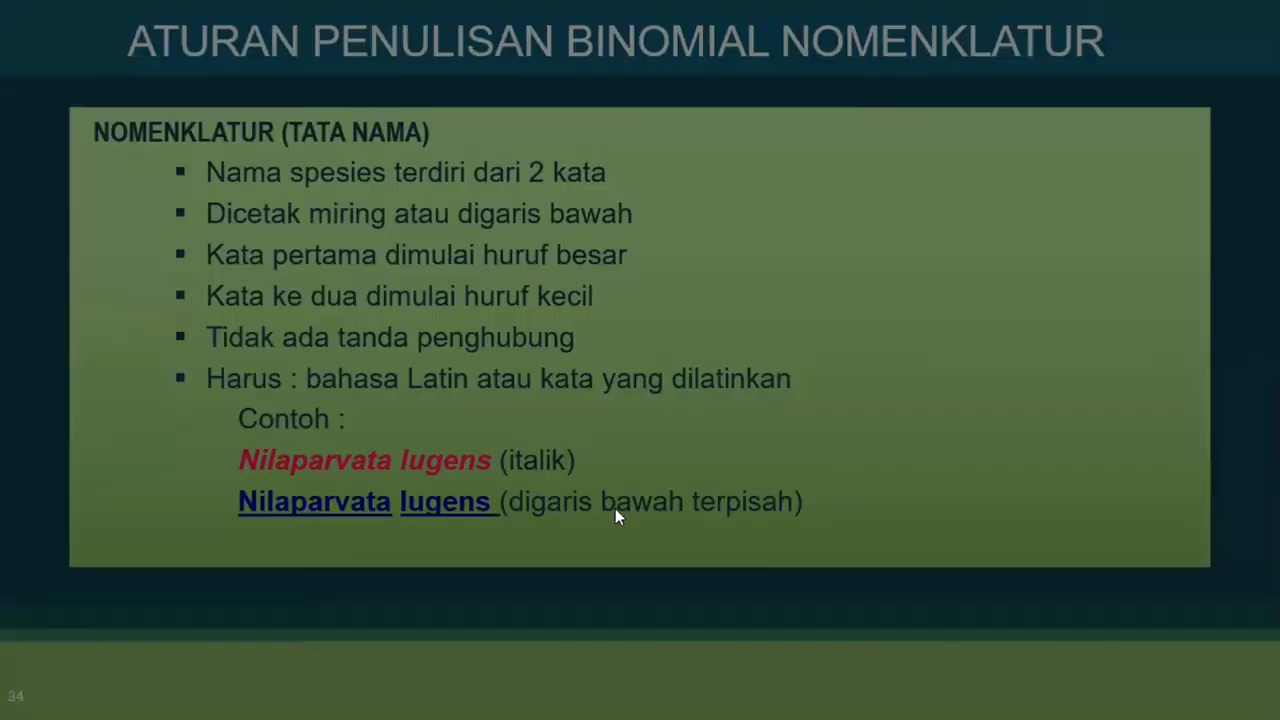 ATURAN PENULISAN BINOMIAL NOMENKLATUR
NOMENKLATUR (TATA NAMA)
▪ Nama spesies terdiri dari 2 kata
▪ Dicetak miring atau digaris bawah
▪ Kata pertama dimulai huruf besar
▪ Kata ke dua dimulai huruf kecil
▪ Tidak ada tanda penghubung
▪ Harus : bahasa Latin atau kata yang dilatinkan
Contoh :
Nilaparvata lugens (italik)
Nilaparvata lugens (digaris bawah terpisah)
34